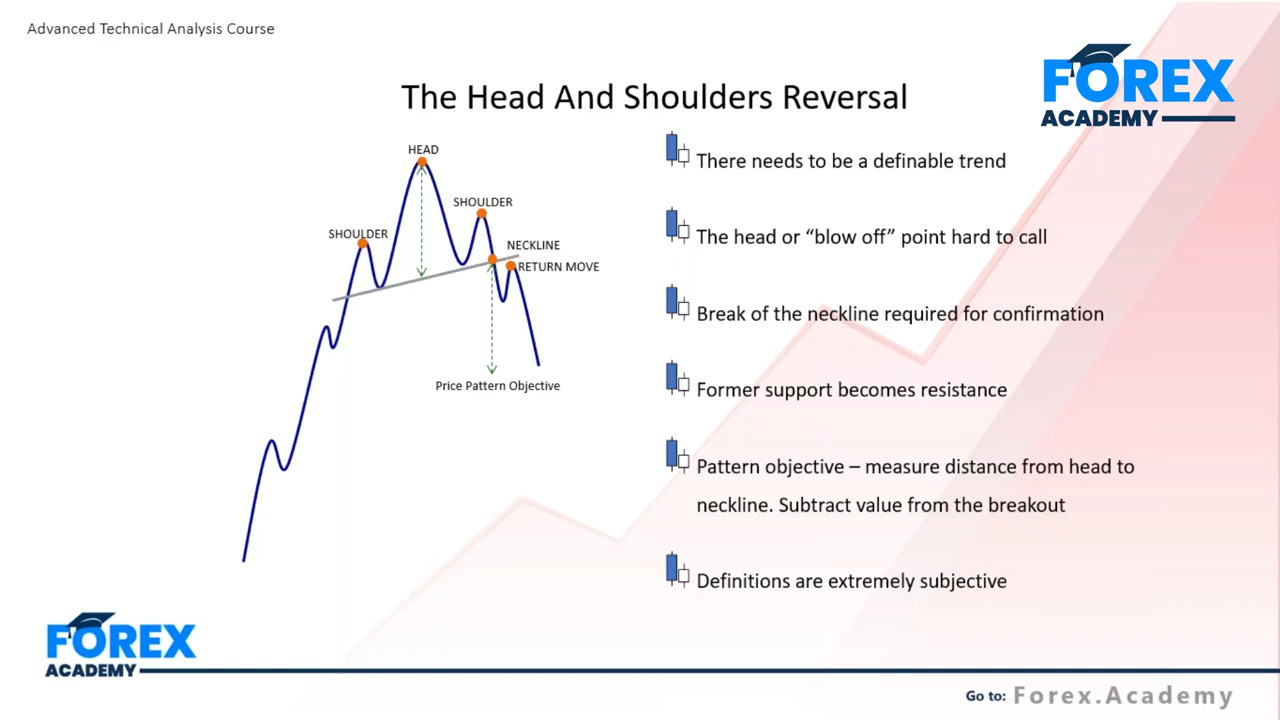 Advanced Technical Analysis Course
FOREX
ACADEMY
The Head And Shoulders Reversal
HEAD
SHOULDER
SHOULDER
NECKLINE
RETURN MOVE
Price Pattern Objective
There needs to be a definable trend
The head or “blow off” point hard to call
Break of the neckline required for confirmation
Former support becomes resistance
Pattern objective – measure distance from head to
neckline. Subtract value from the breakout
Definitions are extremely subjective
FOREX
ACADEMY
Go to: Forex.Academy